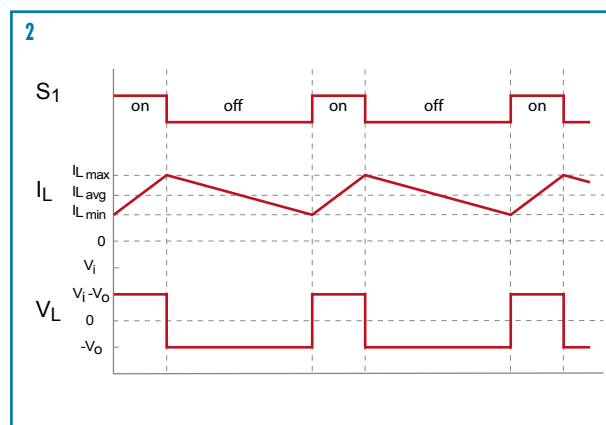 2
S1
on off on off on
IL max
IL
IL avg
IL min
0
Vi
Vi -Vo
VL
0
-Vo